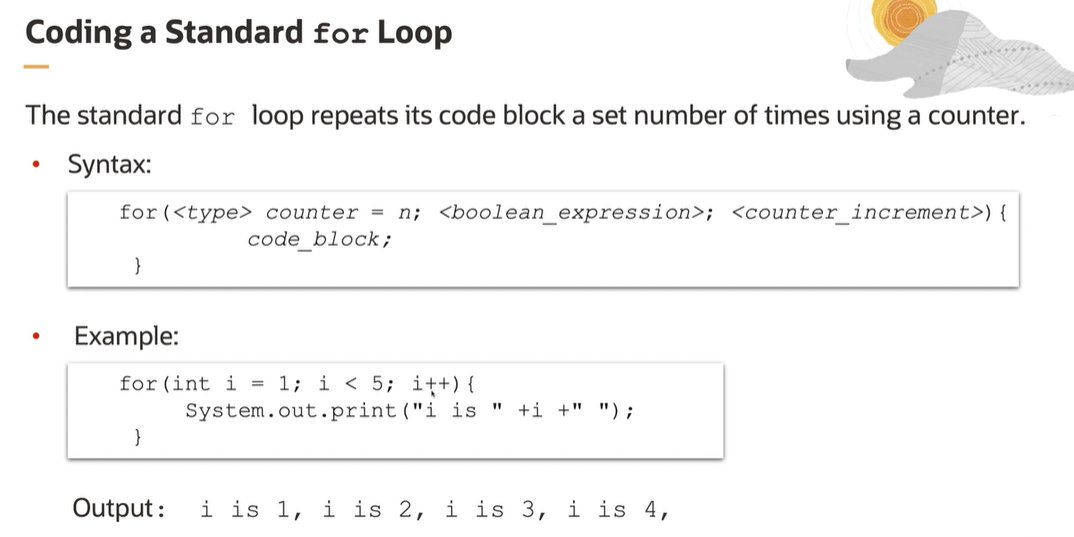 Coding a Standard for Loop
The standard for loop repeats its code block a set number of times using a counter.
• Syntax:
for(<type> counter = n; <boolean_expression>; <counter_increment>){
code_block;
}
• Example:
for(int i = 1; i < 5; i++){
System.out.print("i is " +i +" ");
}
Output: i is 1, i is 2, i is 3, i is 4,